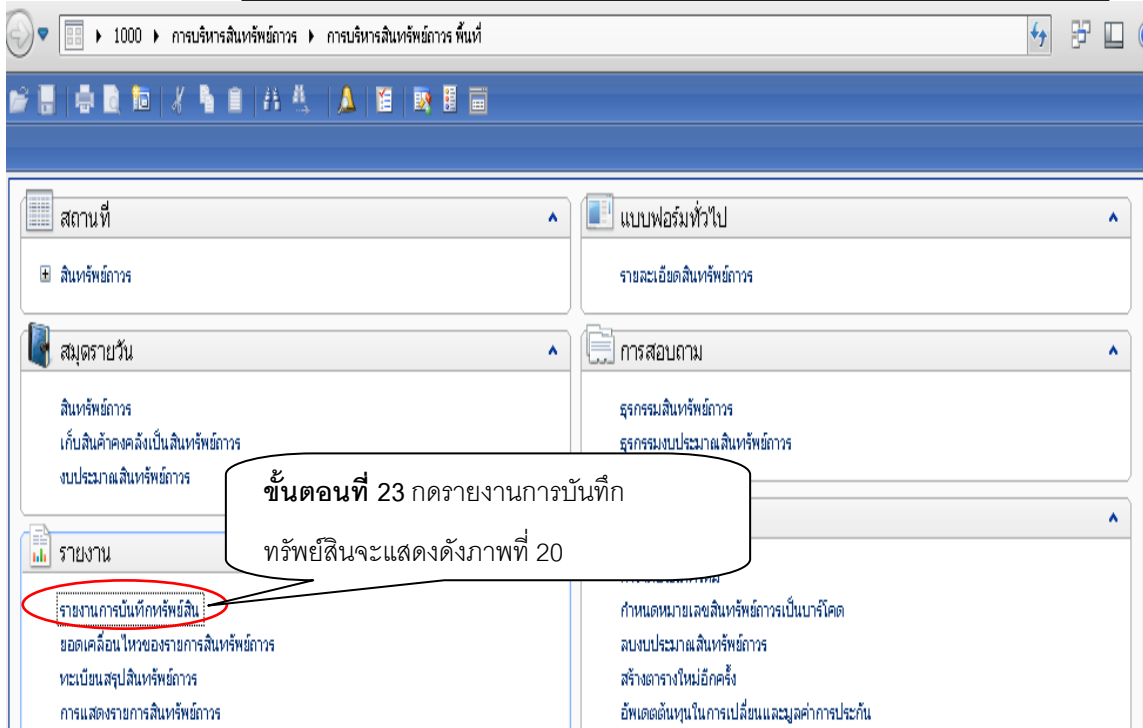 1000 ▸ การบริหารสินทรัพย์ถาวร ▸ การบริหารสินทรัพย์ถาวร พื้นที่
สถานที่
สินทรัพย์ถาวร
แบบฟอร์มทั่วไป
รายละเอียดสินทรัพย์ถาวร
สมุดรายวัน
สินทรัพย์ถาวร
เก็บสินค้าคงคลังเป็นสินทรัพย์ถาวร
งบประมาณสินทรัพย์ถาวร
การสอบถาม
ธุรกรรมสินทรัพย์ถาวร
ธุรกรรมงบประมาณสินทรัพย์ถาวร
ขั้นตอนที่ 23 กดรายงานการบันทึก
ทรัพย์สินจะแสดงดังภาพที่ 20
รายงาน
รายงานการบันทึกทรัพย์สิน
ยอดเคลื่อนไหวของรายการสินทรัพย์ถาวร
ทะเบียนสรุปสินทรัพย์ถาวร
การแสดงรายการสินทรัพย์ถาวร
กำหนดหมายเลขสินทรัพย์ถาวรเป็นบาร์โคด
ลบงบประมาณสินทรัพย์ถาวร
สร้างตารางใหม่อีกครั้ง
อัพเดตต้นทุนในการเปลี่ยนและมูลค่าการประกัน